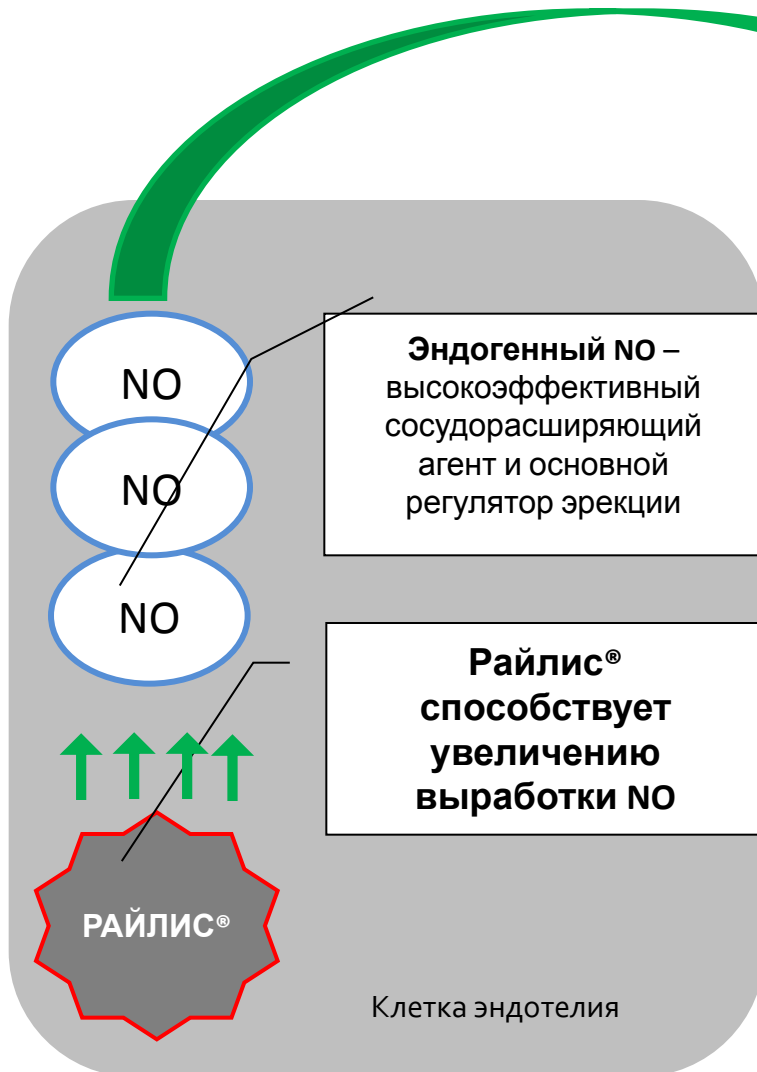 NO
NO
NO
Эндогенный NO –
высокоэффективный
сосудорасширяющий
агент и основной
регулятор эрекции
Райлис®
способствует
увеличению
выработки NO
РАЙЛИС®
Клетка эндотелия